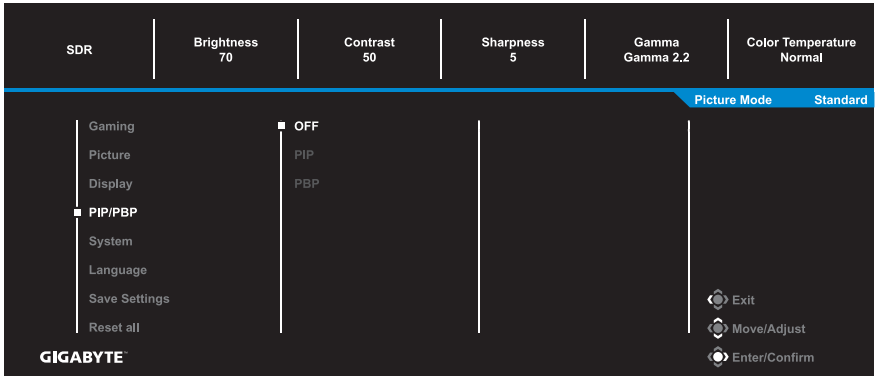 SDR
Brightness
70
Contrast
50
Sharpness
5
Gamma
Gamma 2.2
Color Temperature
Normal
Picture Mode Standard
Gaming
Picture
Display
PIP/PBP
System
Language
Save Settings
Reset all
OFF
PIP
PBP
Exit
Move/Adjust
Enter/Confirm
GIGABYTE™